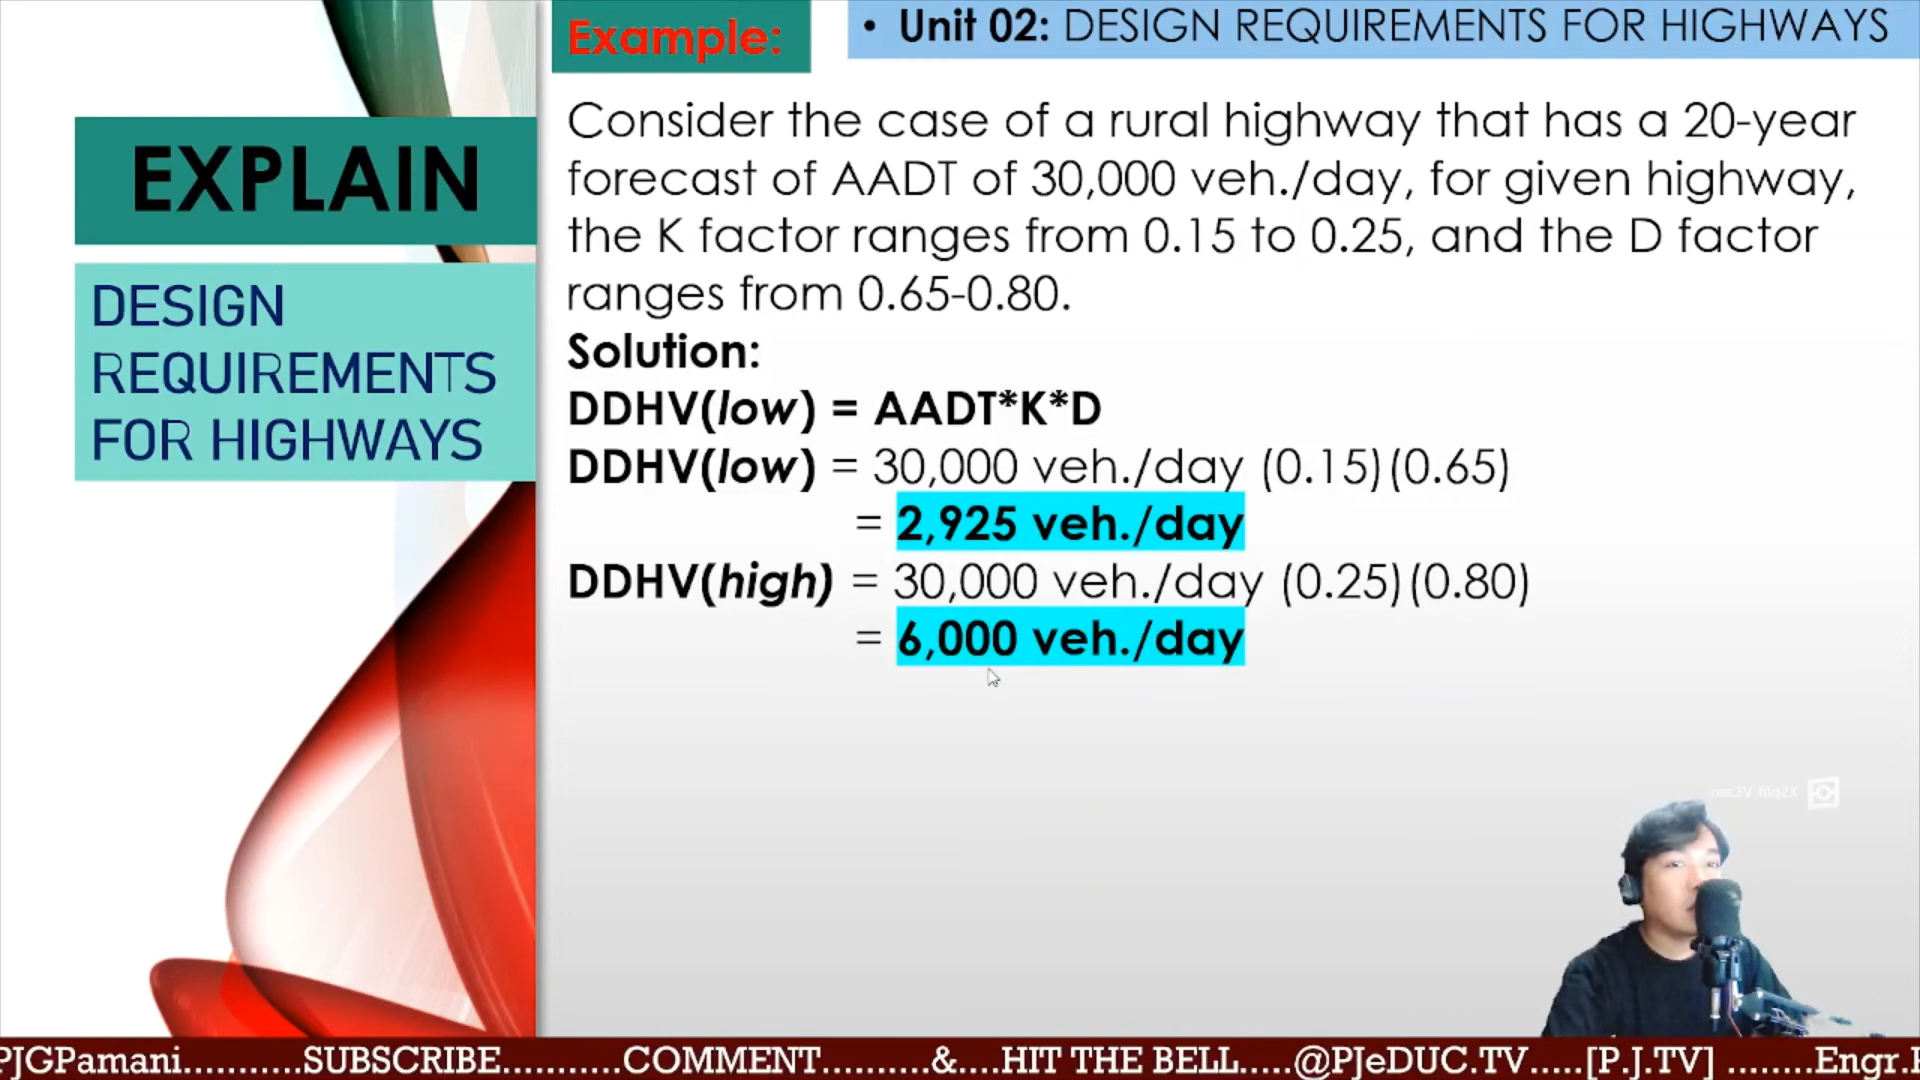 Example:
• Unit 02: DESIGN REQUIREMENTS FOR HIGHWAYS
EXPLAIN
DESIGN
REQUIREMENTS
FOR HIGHWAYS
Consider the case of a rural highway that has a 20-year
forecast of AADT of 30,000 veh./day, for given highway,
the K factor ranges from 0.15 to 0.25, and the D factor
ranges from 0.65-0.80.
Solution:
DDHV(low) = AADT*K*D
DDHV(low) = 30,000 veh./day (0.15)(0.65)
= 2,925 veh./day
DDHV(high) = 30,000 veh./day (0.25)(0.80)
= 6,000 veh./day
XSplit VCam
PJGPamani...........SUBSCRIBE...........COMMENT.........&....HIT THE BELL.....@PJeDUC.TV.....[P.J.TV] ........Engr.